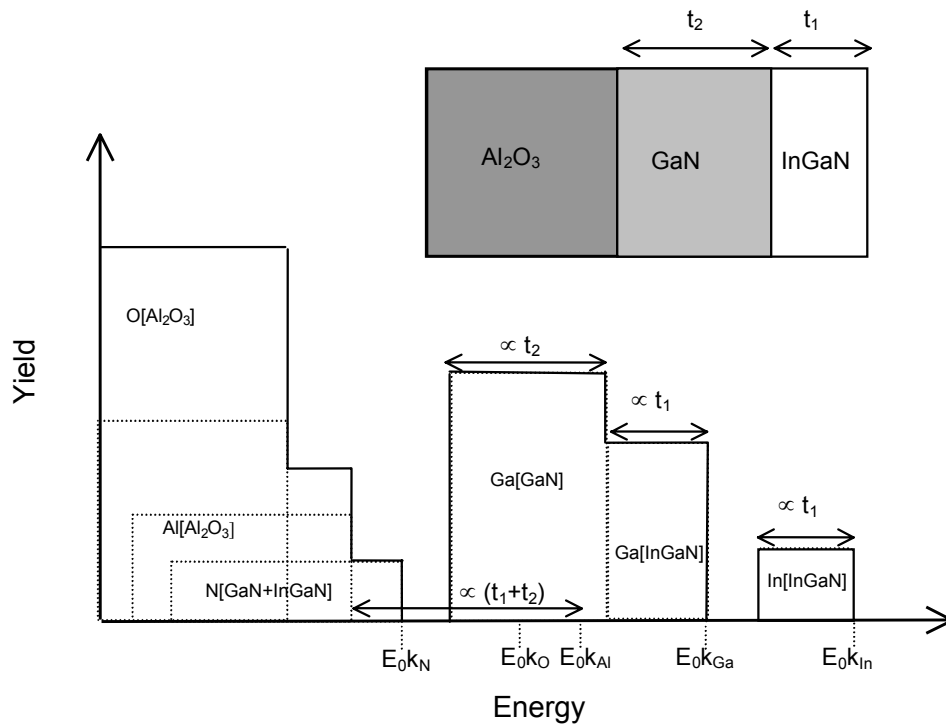 t₂ t₁
Al₂O₃ GaN InGaN
Yield
O[Al₂O₃]
∝ t₂
∝ t₁
Ga[GaN]
∝ t₁
Al[Al₂O₃]
Ga[InGaN]
N[GaN+InGaN]
∝ (t₁+t₂)
In[InGaN]
E₀k_N E₀k_O E₀k_Al E₀k_Ga E₀k_In
Energy